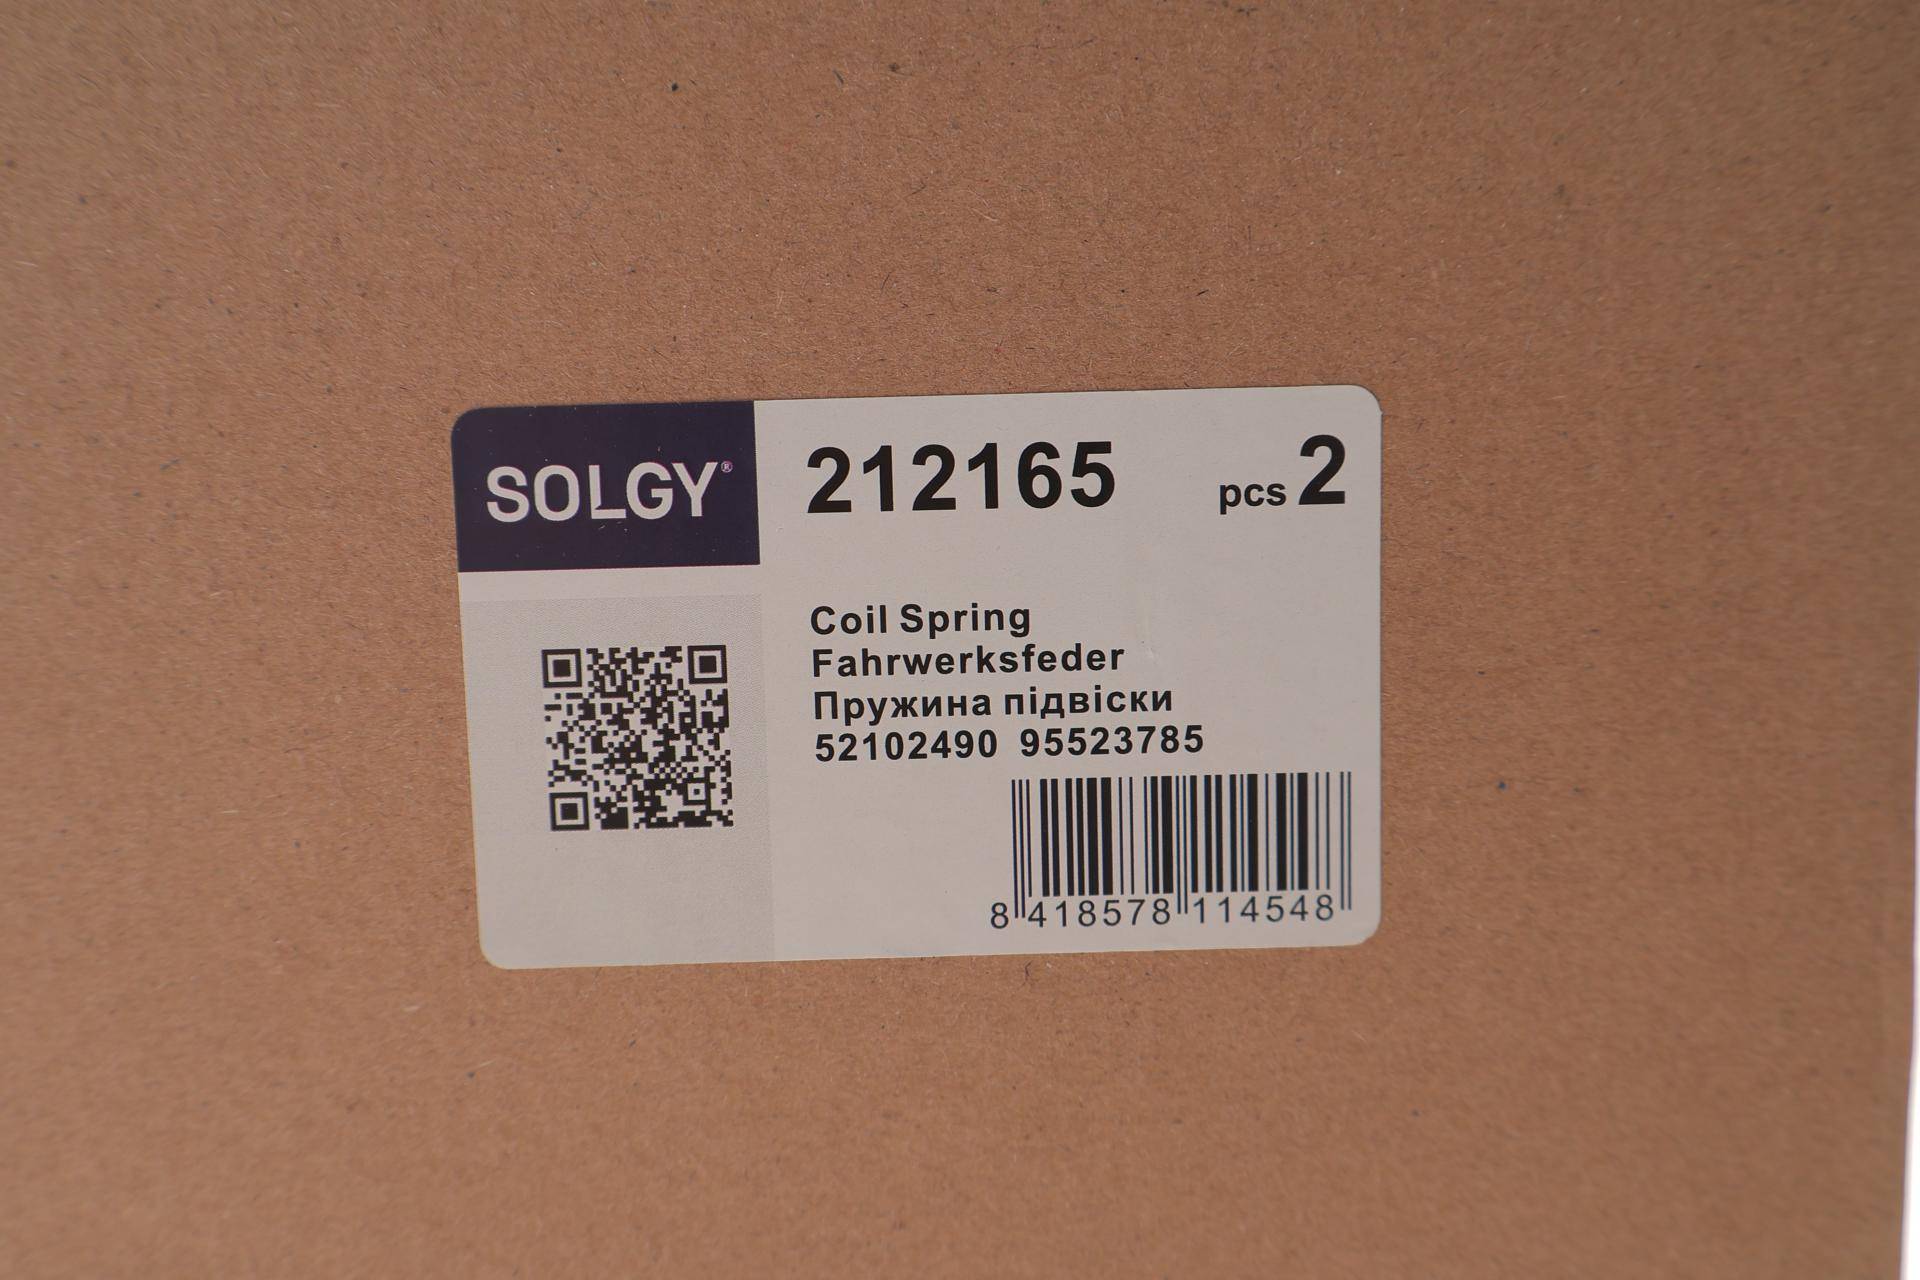 SOLGY®
212165 pcs 2
Coil Spring
Fahrwerksfeder
Пружина підвіски
52102490 95523785
8 418578 114548